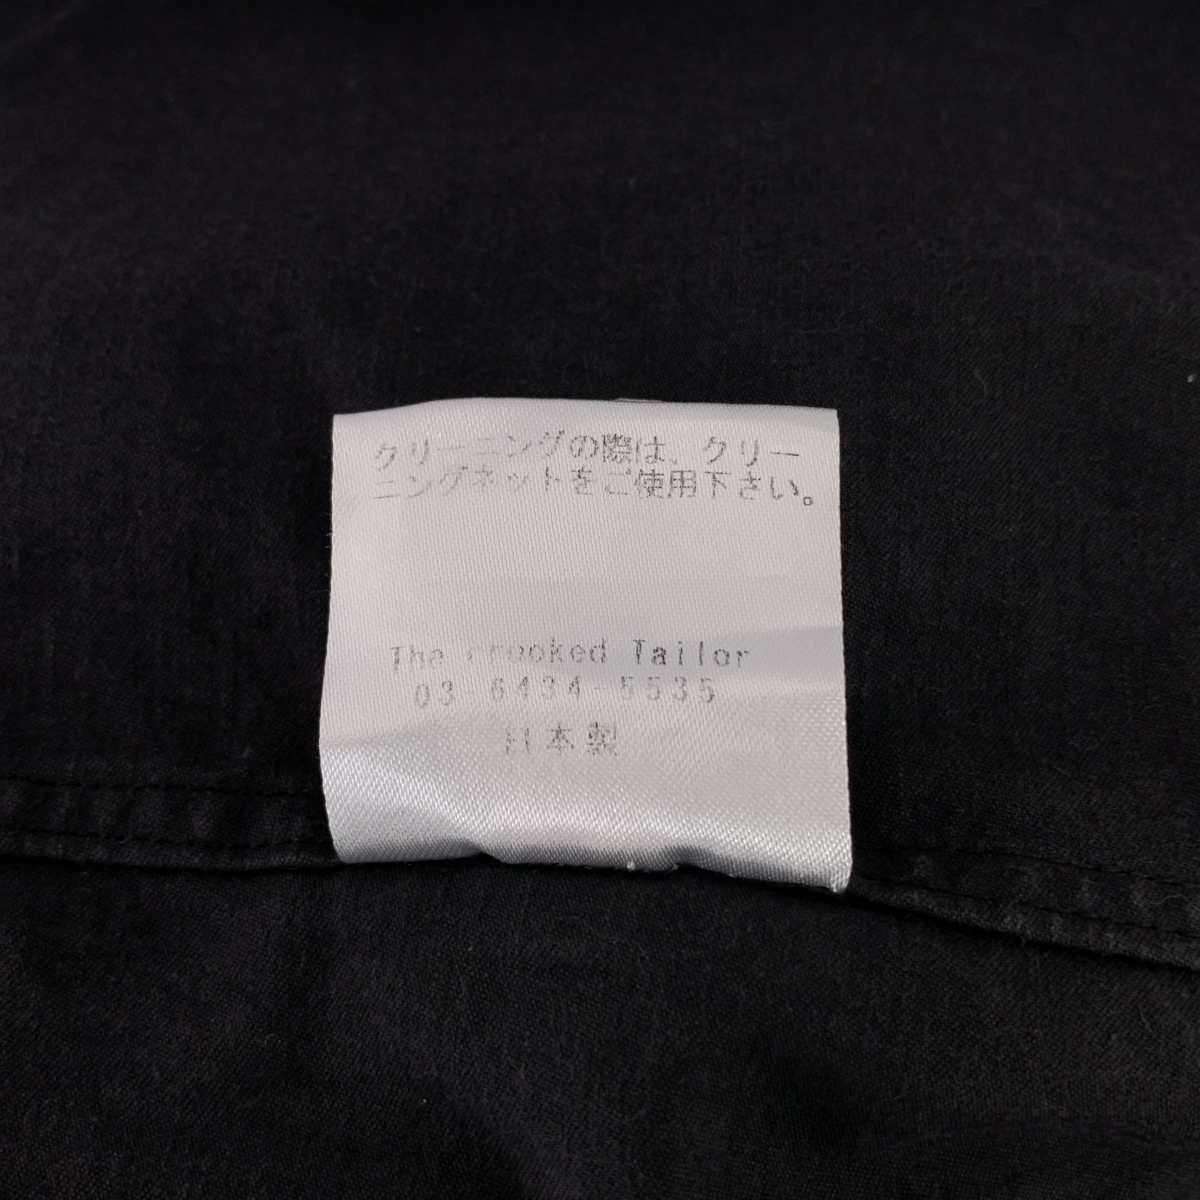 クリーニングの際は、クリー
ニングネットをご使用下さい。
The crooked Tailor
03-6434-5535
日本製